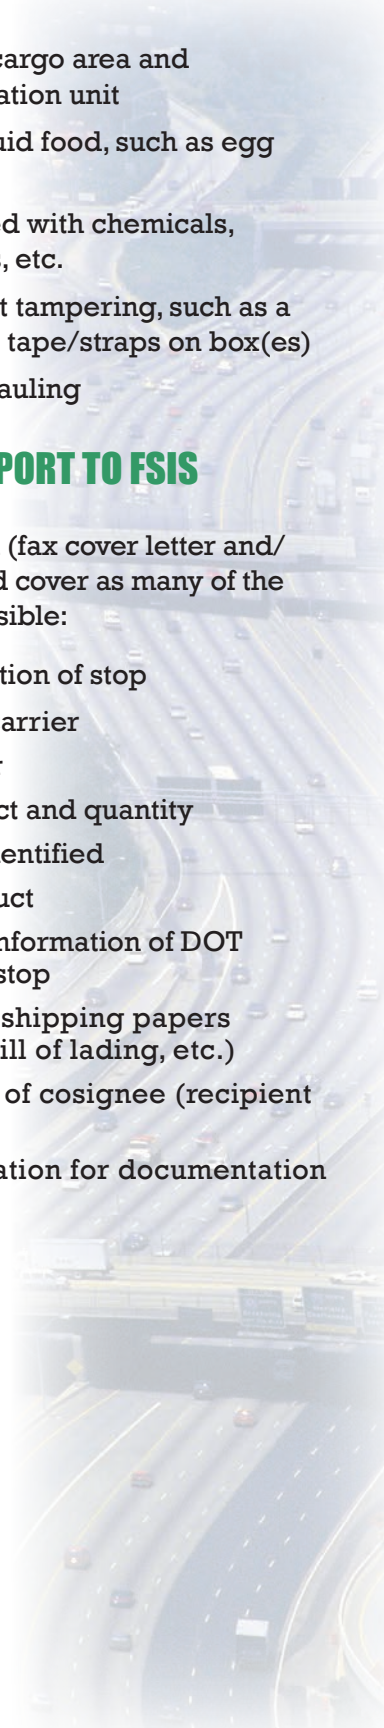 cargo area and
ation unit
uid food, such as egg
ed with chemicals,
s, etc.
t tampering, such as a
tape/straps on box(es)
auling
PORT TO FSIS
(fax cover letter and/
d cover as many of the
sible:
tion of stop
arrier
r
ct and quantity
entified
uct
nformation of DOT
stop
shipping papers
ill of lading, etc.)
of cosignee (recipient
ation for documentation